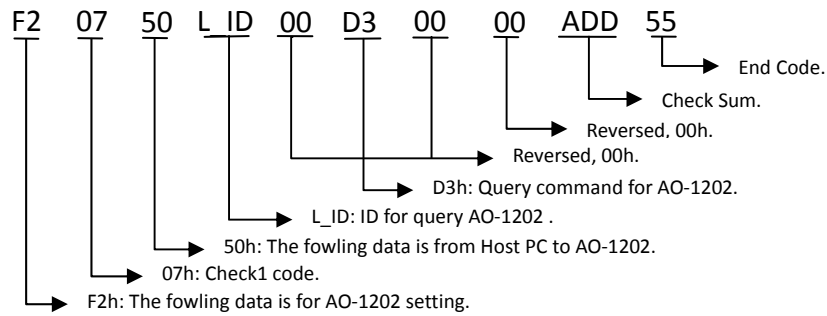 F2 07 50 L_ID 00 D3 00 00 ADD 55
End Code.
Check Sum.
Reversed, 00h.
Reversed, 00h.
D3h: Query command for AO-1202.
L_ID: ID for query AO-1202 .
50h: The fowling data is from Host PC to AO-1202.
07h: Check1 code.
F2h: The fowling data is for AO-1202 setting.